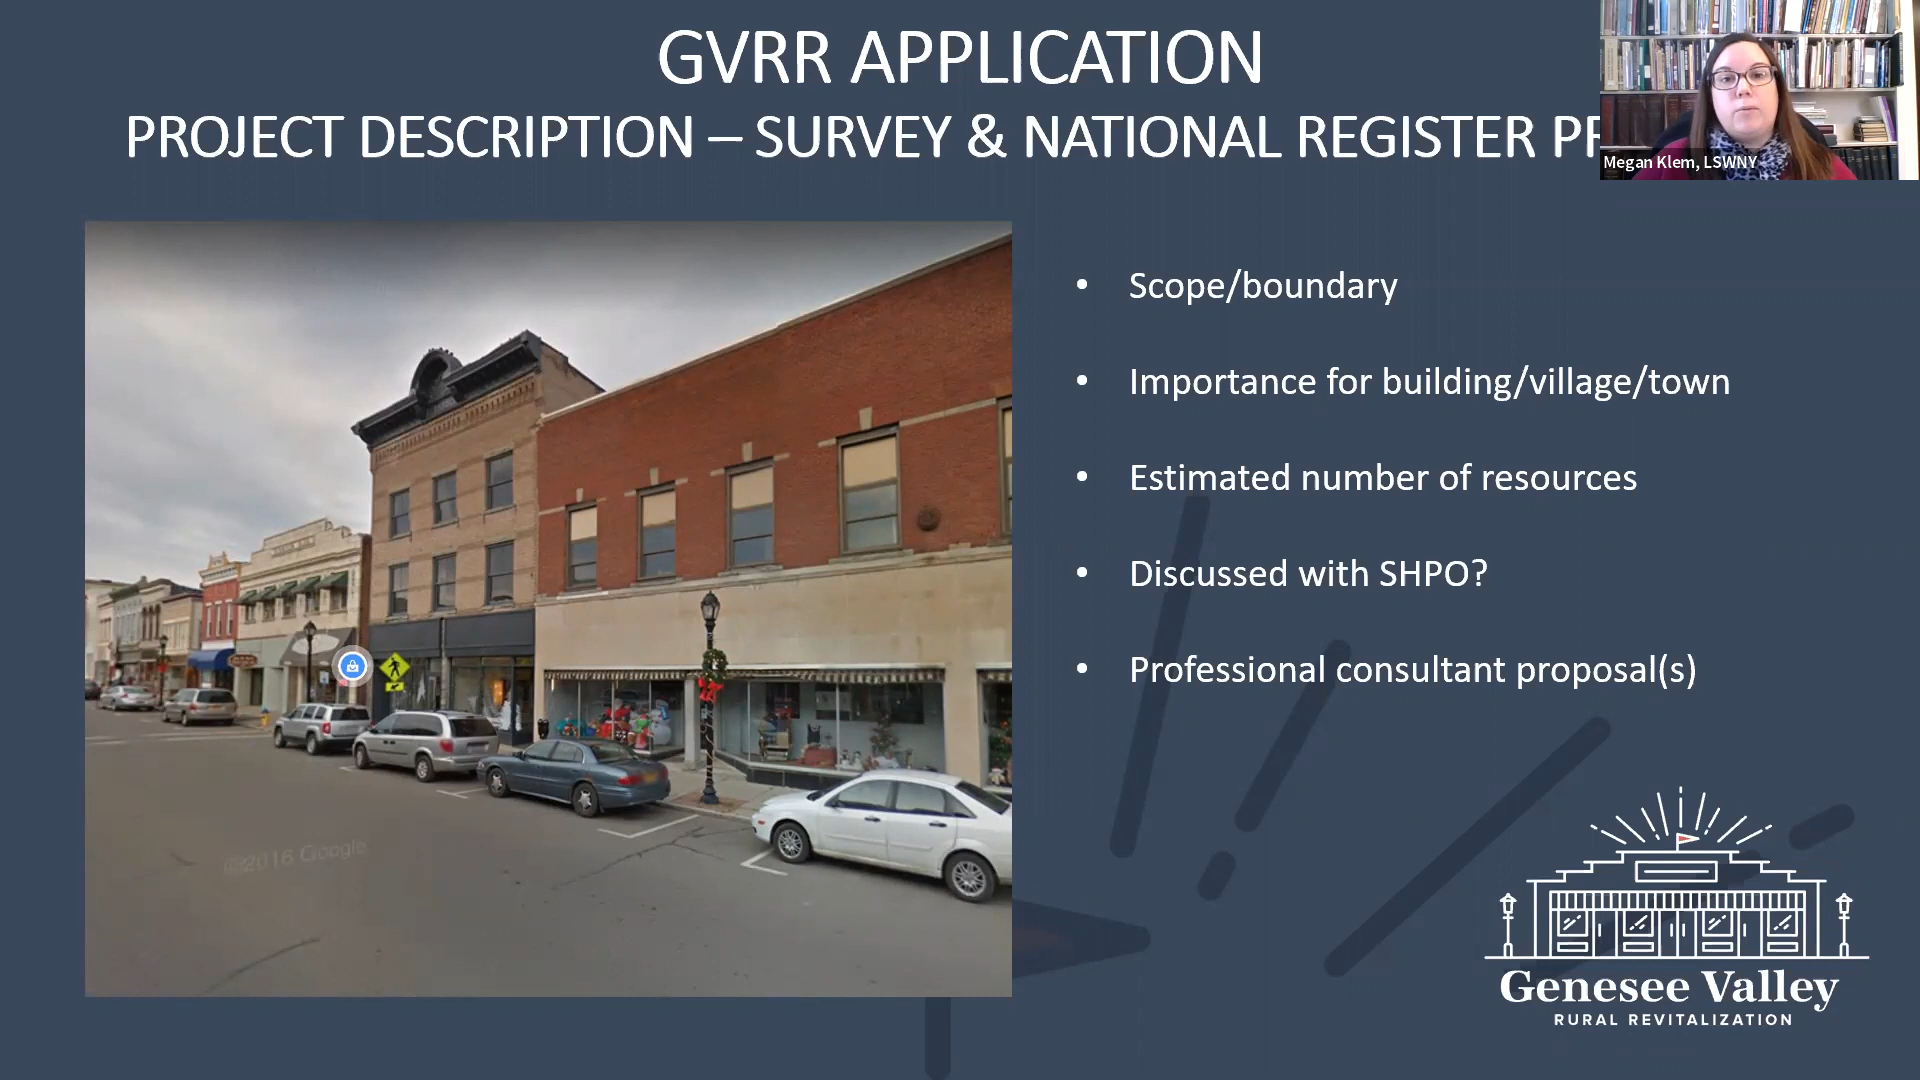 GVRR APPLICATION
PROJECT DESCRIPTION – SURVEY & NATIONAL REGISTER PR
Megan Klem, LSWNY
• Scope/boundary
• Importance for building/village/town
• Estimated number of resources
• Discussed with SHPO?
• Professional consultant proposal(s)
©2016 Google
Genesee Valley
RURAL REVITALIZATION